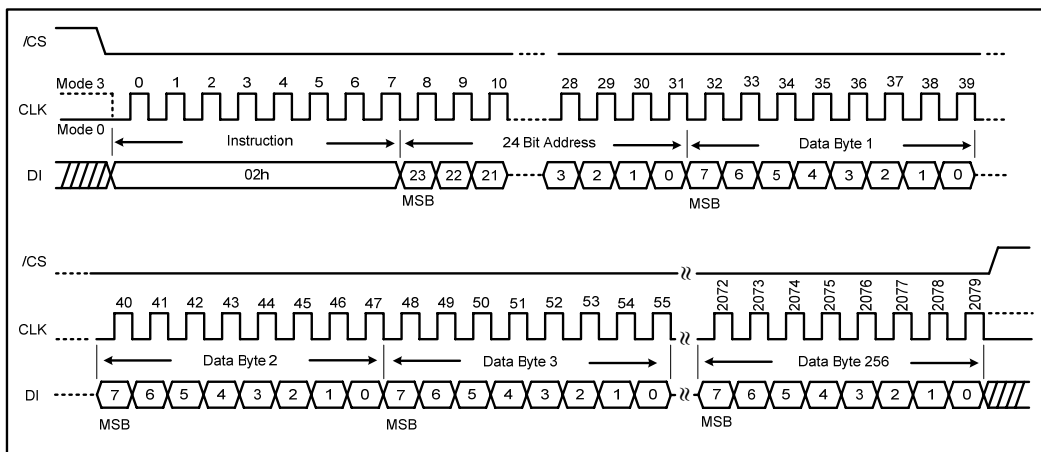 /CS
Mode 3 0 1 2 3 4 5 6 7 8 9 10 28 29 30 31 32 33 34 35 36 37 38 39
CLK
Mode 0
Instruction 24 Bit Address Data Byte 1
DI 02h 23 22 21 3 2 1 0 7 6 5 4 3 2 1 0
MSB MSB
/CS
40 41 42 43 44 45 46 47 48 49 50 51 52 53 54 55 2072 2073 2074 2075 2076 2077 2078 2079
CLK
Data Byte 2 Data Byte 3 Data Byte 256
DI 7 6 5 4 3 2 1 0 7 6 5 4 3 2 1 0 7 6 5 4 3 2 1 0
MSB MSB MSB